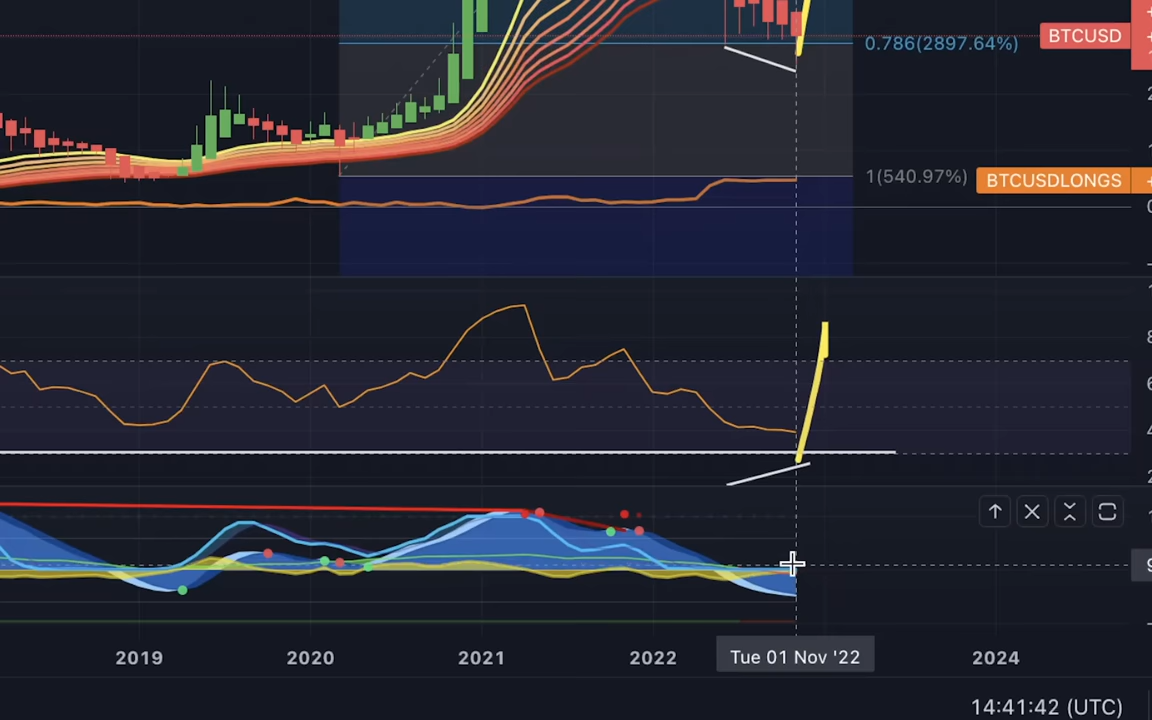 BTCUSD
0.786(2897.64%)
1(540.97%)
BTCUSDLONGS
2019
2020
2021
2022
Tue 01 Nov '22
2024
14:41:42 (UTC)